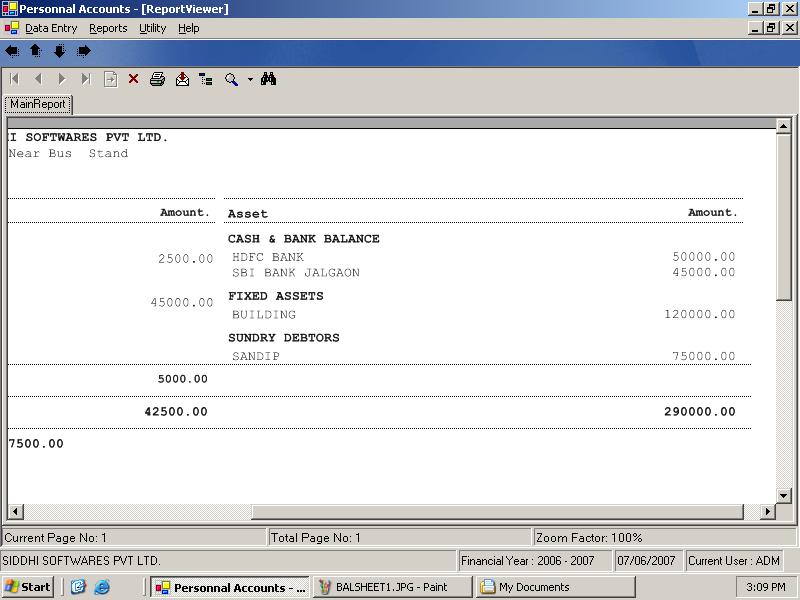 Personnal Accounts - [ReportViewer]
Data Entry Reports Utility Help
MainReport
I SOFTWARES PVT LTD.
Near Bus Stand
Amount. Asset Amount.
CASH & BANK BALANCE
2500.00 HDFC BANK 50000.00
SBI BANK JALGAON 45000.00
45000.00 FIXED ASSETS
BUILDING 120000.00
SUNDRY DEBTORS
SANDIP 75000.00
5000.00
42500.00 290000.00
7500.00
Current Page No: 1 Total Page No: 1 Zoom Factor: 100%
SIDDHI SOFTWARES PVT LTD. Financial Year : 2006 - 2007 07/06/2007 Current User : ADM
Start Personnal Accounts - ... BALSHEET1.JPG - Paint My Documents 3:09 PM